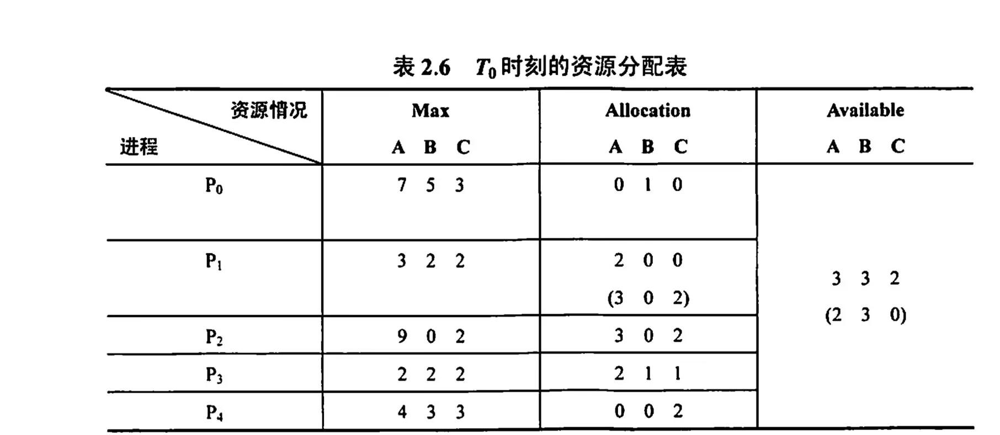 表 2.6 T₀时刻的资源分配表
资源情况 Max Allocation Available
进程 A B C A B C A B C
P₀ 7 5 3 0 1 0
P₁ 3 2 2 2 0 0
3 3 2
(3 0 2)
(2 3 0)
P₂ 9 0 2 3 0 2
P₃ 2 2 2 2 1 1
P₄ 4 3 3 0 0 2